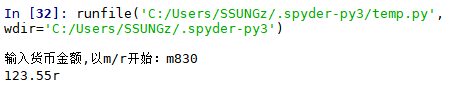 In [32]: runfile('C:/Users/SSUNGz/.spyder-py3/temp.py',
wdir='C:/Users/SSUNGz/.spyder-py3')
输入货币金额,以m/r开始：m830
123.55r